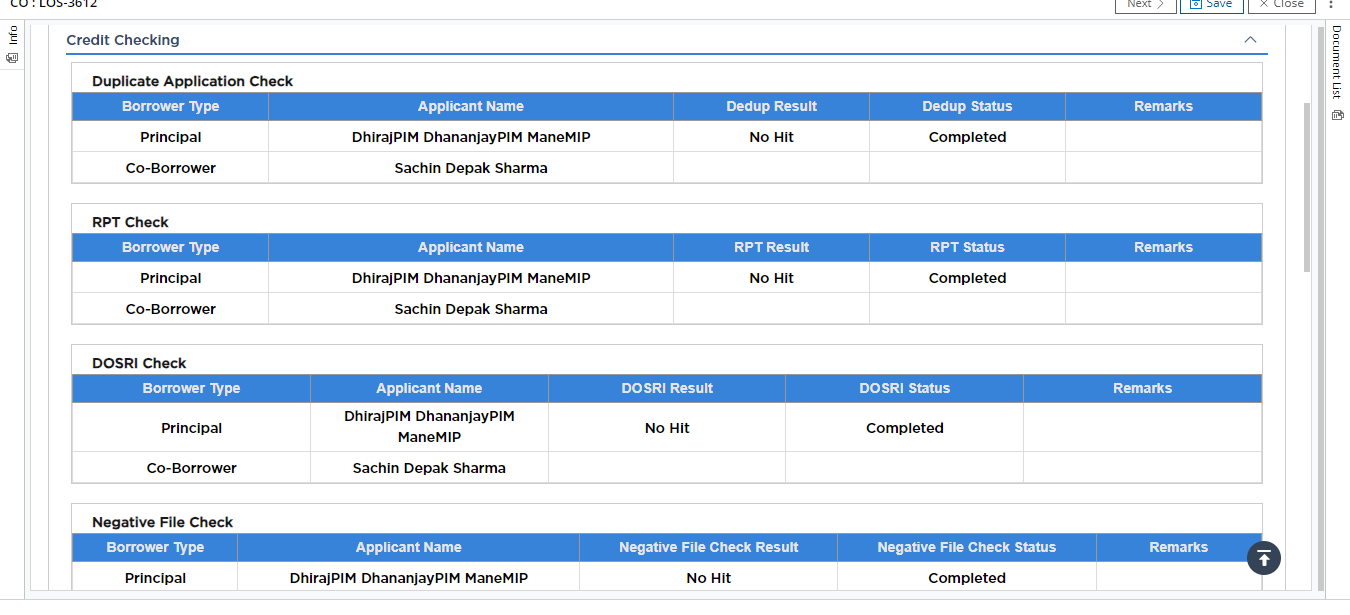 CO : LOS-3612
Next Save Close
Info
Document List
Credit Checking
Duplicate Application Check
Borrower Type Applicant Name Dedup Result Dedup Status Remarks
Principal DhirajPIM DhananjayPIM ManeMIP No Hit Completed
Co-Borrower Sachin Depak Sharma
RPT Check
Borrower Type Applicant Name RPT Result RPT Status Remarks
Principal DhirajPIM DhananjayPIM ManeMIP No Hit Completed
Co-Borrower Sachin Depak Sharma
DOSRI Check
Borrower Type Applicant Name DOSRI Result DOSRI Status Remarks
Principal DhirajPIM DhananjayPIM ManeMIP No Hit Completed
Co-Borrower Sachin Depak Sharma
Negative File Check
Borrower Type Applicant Name Negative File Check Result Negative File Check Status Remarks
Principal DhirajPIM DhananjayPIM ManeMIP No Hit Completed